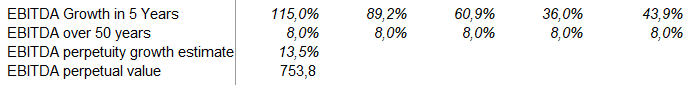 EBITDA Growth in 5 Years 115,0% 89,2% 60,9% 36,0% 43,9%
EBITDA over 50 years 8,0% 8,0% 8,0% 8,0% 8,0%
EBITDA perpetuity growth estimate 13,5%
EBITDA perpetual value 753,8